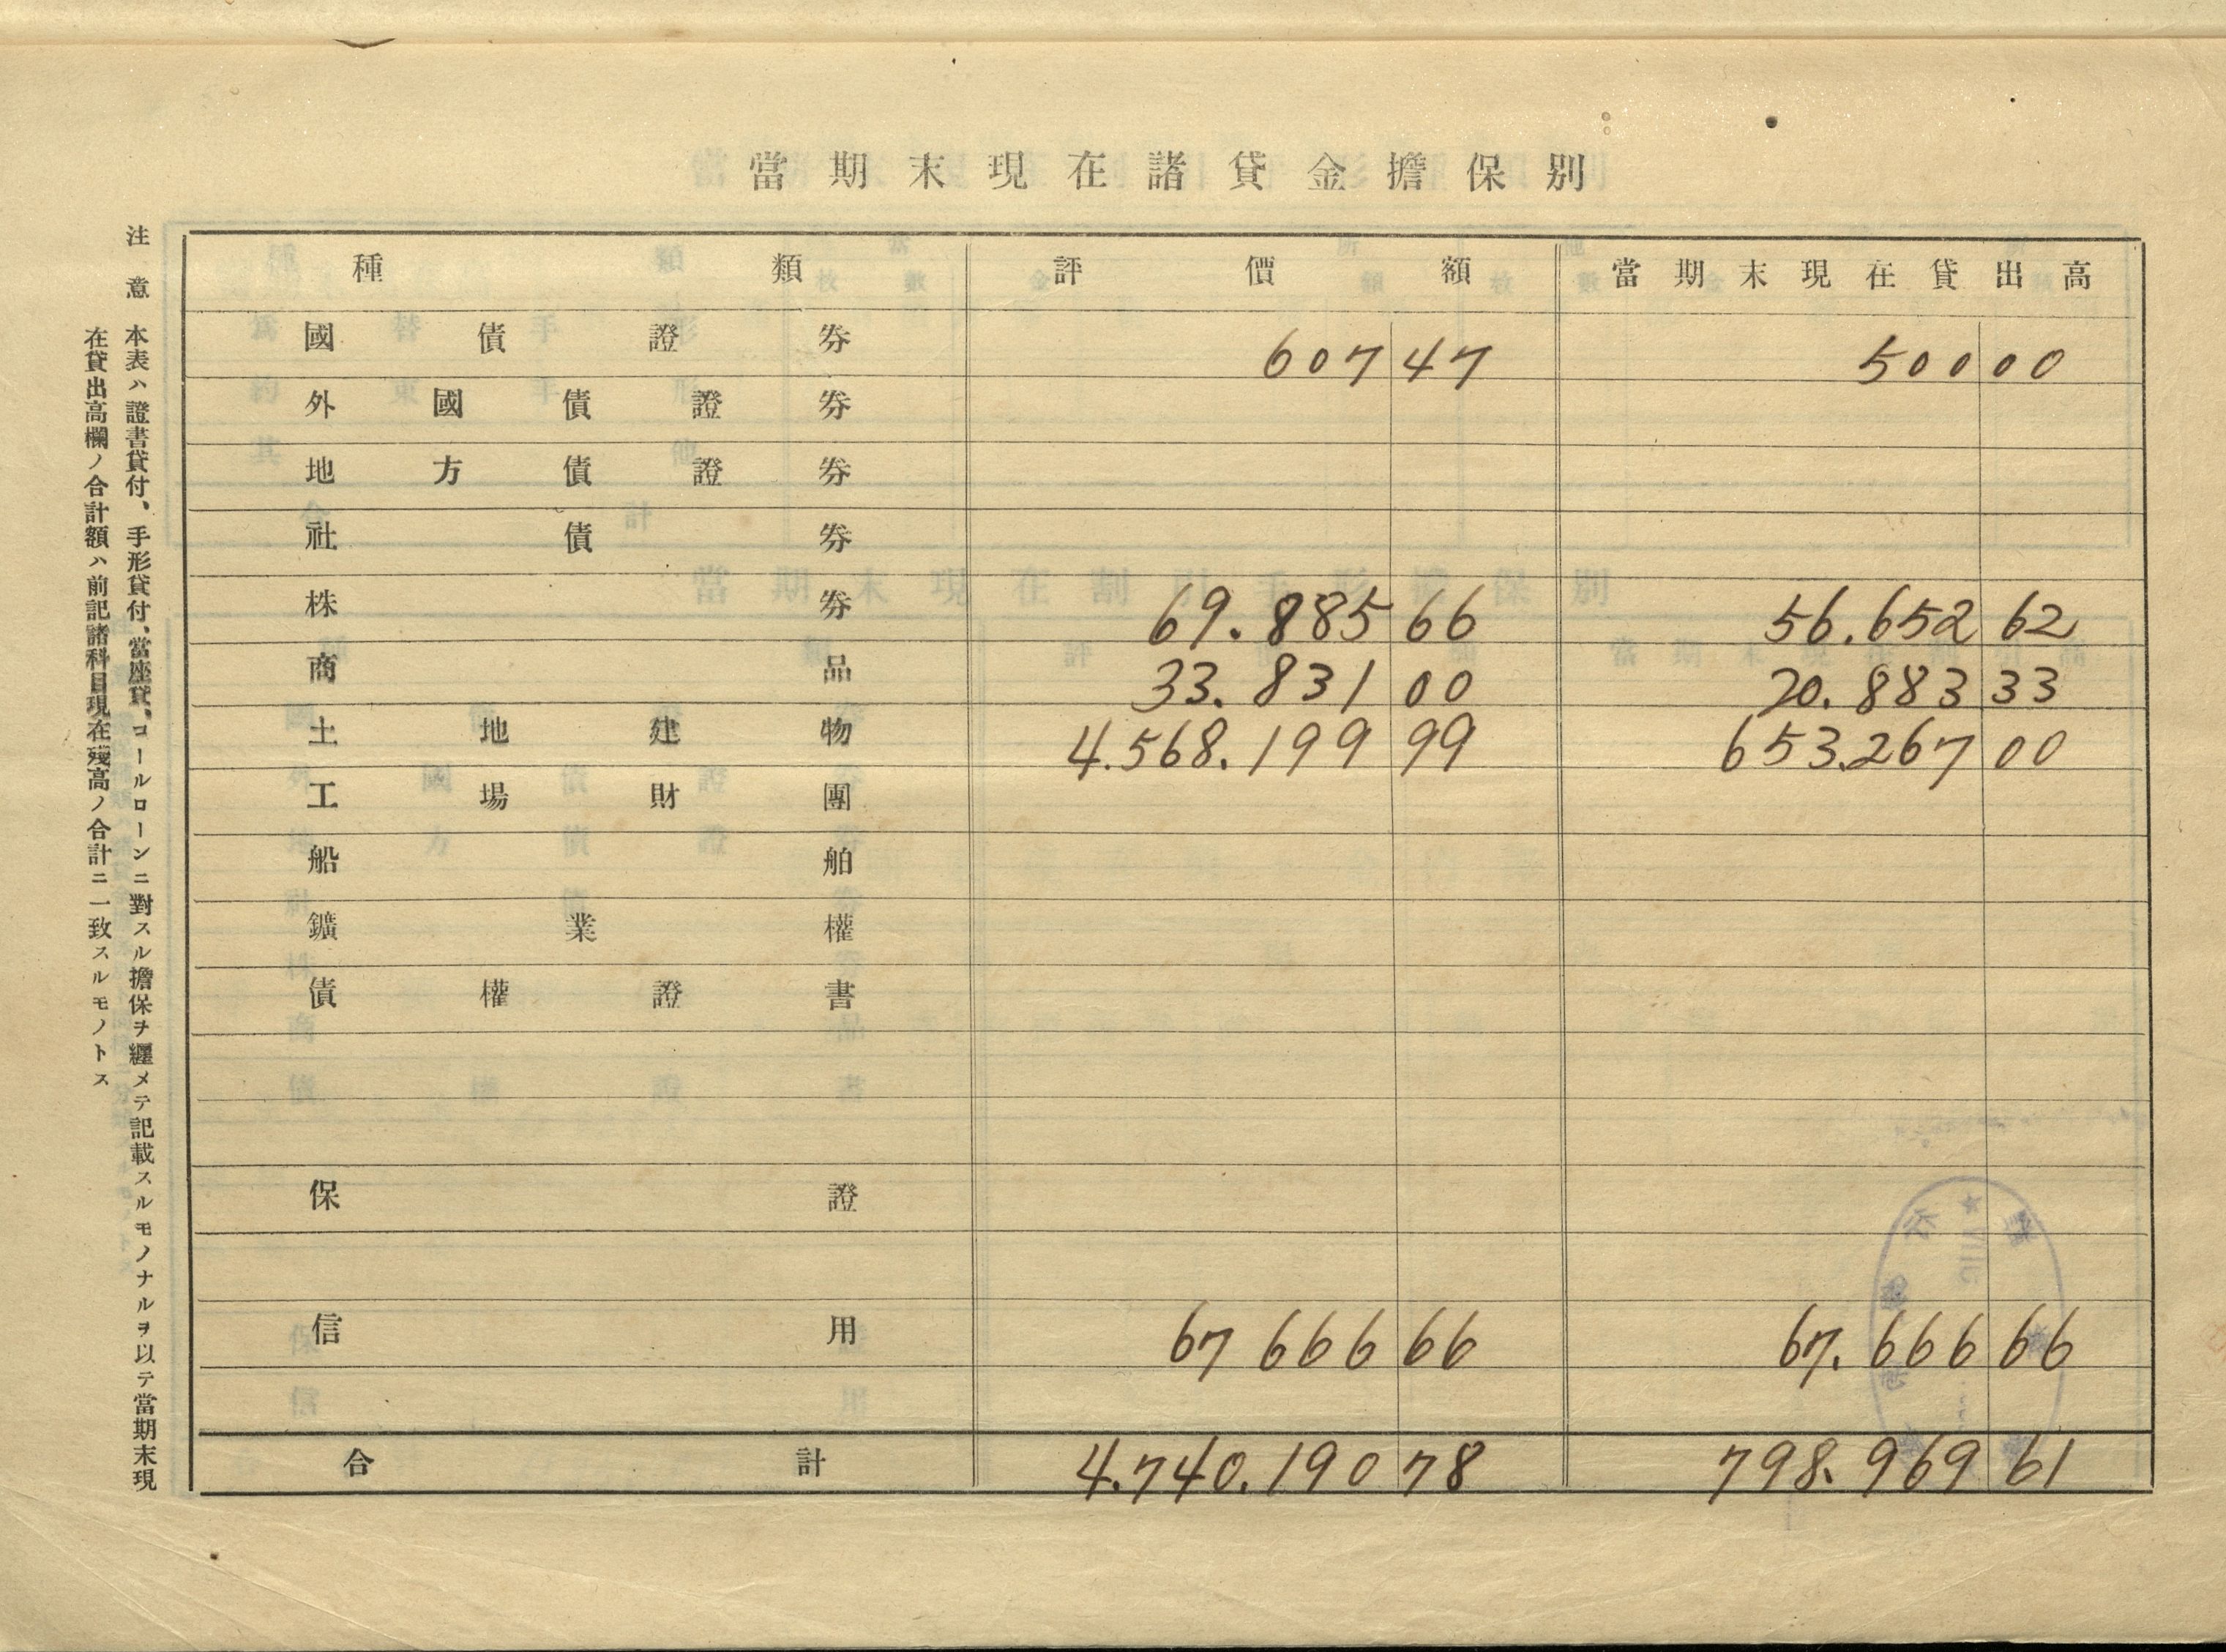 當期末現在諸貸金擔保別
種類 評價額 當期末現在貸出高
國債證券 607 47 500 00
外國債證券
地方債證券
社債券
株券 69.885 66 56.652 62
商品 33.831 00 20.883 33
土地建物 4.568.199 99 653.267 00
工場財團
船舶
鑛業權
債權證書
保證
信用 67 666 66 67.666 66
合計 4.740.190 78 798.969 61
注意 本表ハ證書貸付、手形貸付、當座貸、コールローンニ對スル擔保ヲ纒メテ記載スルモノナルヲ以テ當期末現
在貸出高欄ノ合計額ハ前記諸科目現在殘高ノ合計ニ一致スルモノトス